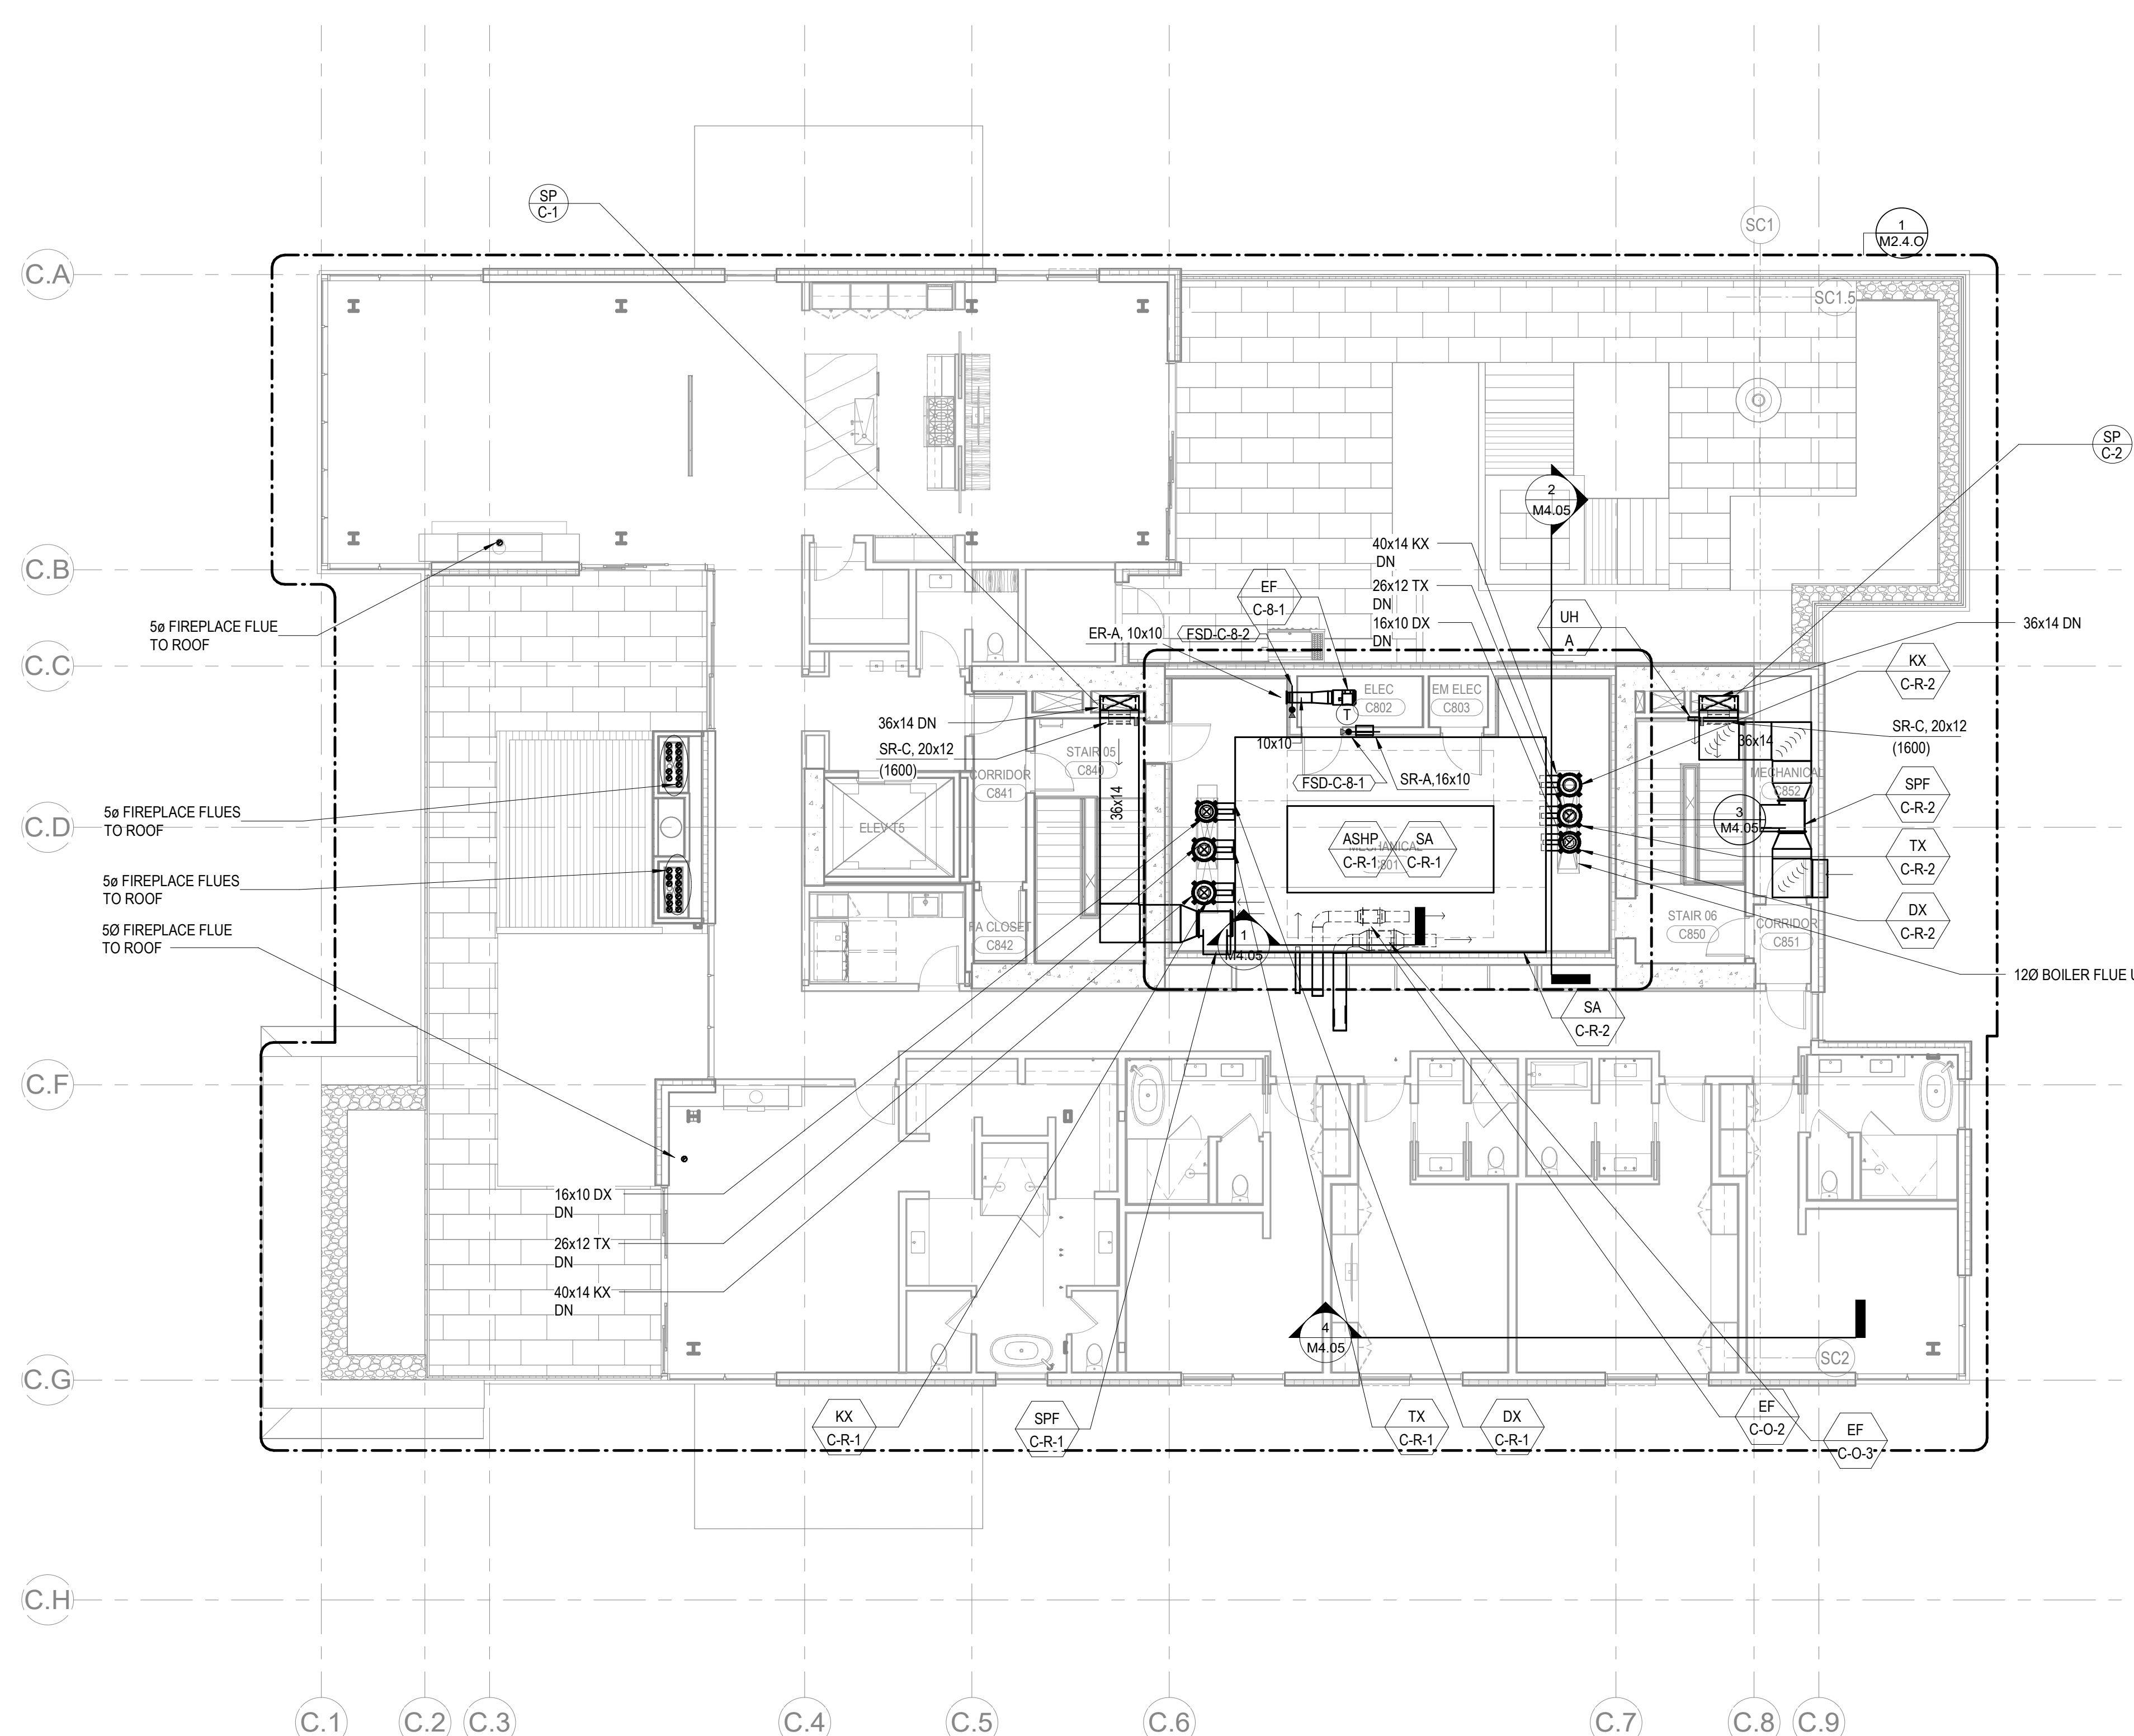 SP
C-1
SC1
1
M2.4.O
C.A
SC1.5
SP
C-2
2
M4.05
40x14 KX
DN
C.B
26x12 TX
DN
EF
C-8-1
UH
A
5ø FIREPLACE FLUE
TO ROOF
ER-A, 10x10
FSD-C-8-2
16x10 DX
DN
36x14 DN
C.C
KX
C-R-2
ELEC
C802
EM ELEC
C803
T
36x14 DN
SR-C, 20x12
(1600)
STAIR 05
C840
10x10
36x14
SR-C, 20x12
(1600)
CORRIDOR
C841
FSD-C-8-1
SR-A,16x10
MECHANICAL
C852
SPF
C-R-2
36x14
5ø FIREPLACE FLUES
TO ROOF
C.D
ELEV T5
3
M4.05
ASHP
C-R-1
SA
C-R-1
MECHANICAL
C801
TX
C-R-2
5ø FIREPLACE FLUES
TO ROOF
DX
C-R-2
5Ø FIREPLACE FLUE
TO ROOF
FA CLOSET
C842
1
M4.05
STAIR 06
C850
CORRIDOR
C851
12Ø BOILER FLUE U
SA
C-R-2
C.F
16x10 DX
DN
26x12 TX
DN
40x14 KX
DN
4
M4.05
SC2
C.G
KX
C-R-1
SPF
C-R-1
TX
C-R-1
DX
C-R-1
EF
C-O-2
EF
C-O-3
C.H
C.1
C.2
C.3
C.4
C.5
C.6
C.7
C.8
C.9